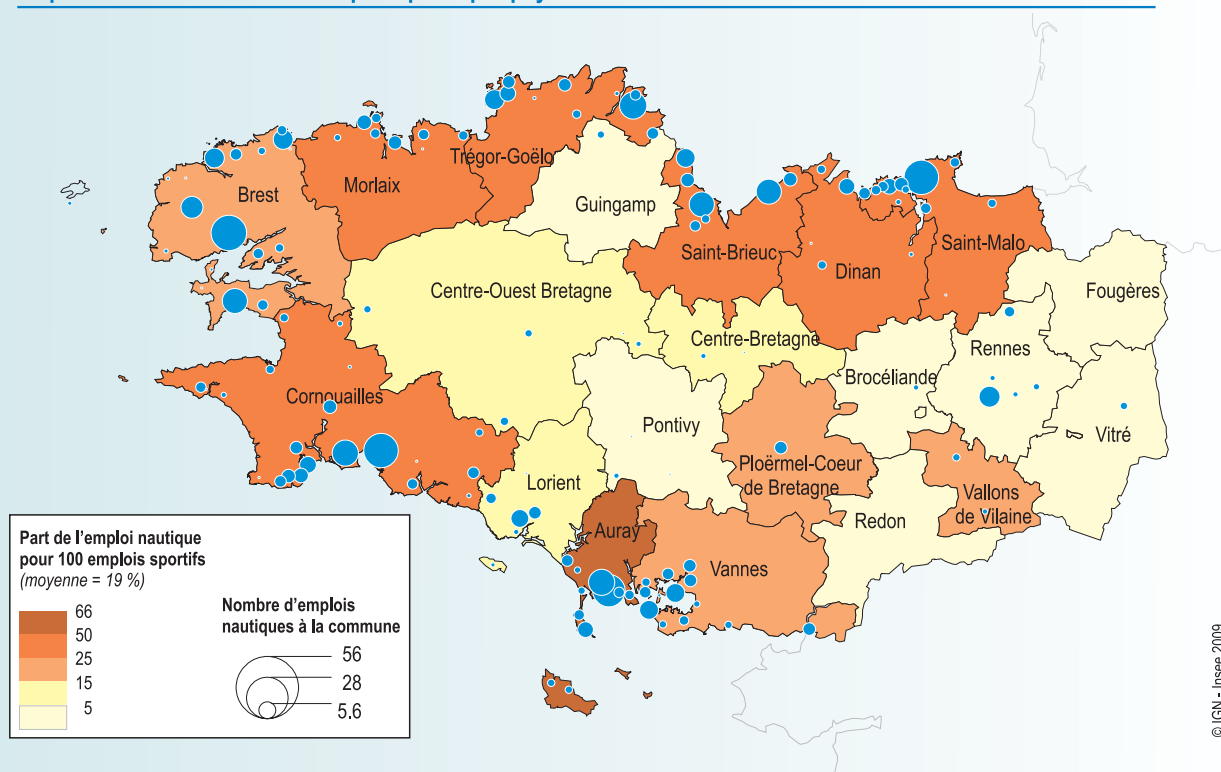 Brest
Morlaix
Trégor-Goëlo
Guingamp
Saint-Brieuc
Dinan
Saint-Malo
Fougères
Centre-Ouest Bretagne
Centre-Bretagne
Rennes
Brocéliande
Cornouailles
Pontivy
Vitré
Ploërmel-Coeur
de Bretagne
Lorient
Vallons
de Vilaine
Redon
Auray
Vannes
Part de l'emploi nautique
pour 100 emplois sportifs
(moyenne = 19 %)
66
50
25
15
5
Nombre d'emplois
nautiques à la commune
56
28
5.6
© IGN - Insee 2009